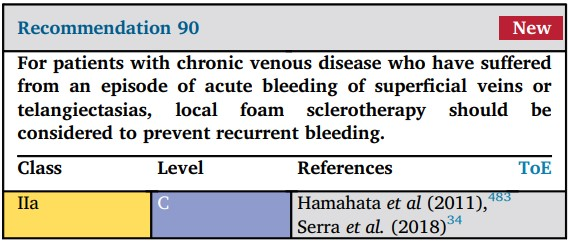 Recommendation 90 New
For patients with chronic venous disease who have suffered
from an episode of acute bleeding of superficial veins or
telangiectasias, local foam sclerotherapy should be
considered to prevent recurrent bleeding.
Class Level References ToE
IIa C Hamahata et al (2011),483
Serra et al. (2018)34